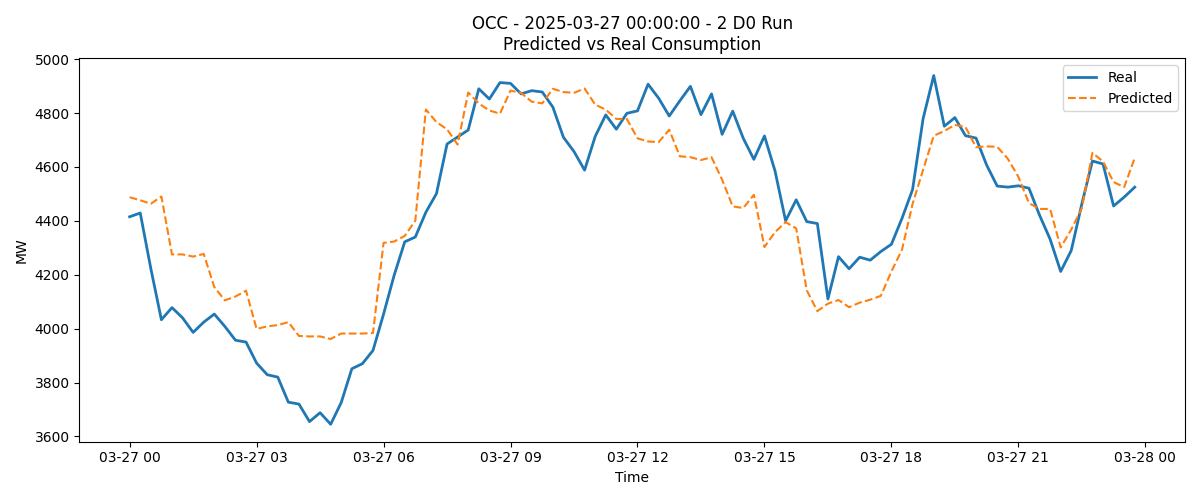 OCC - 2025-03-27 00:00:00 - 2 D0 Run
Predicted vs Real Consumption
5000
4800
4600
4400
4200
4000
3800
3600
MW
Real
Predicted
03-27 00
03-27 03
03-27 06
03-27 09
03-27 12
03-27 15
03-27 18
03-27 21
03-28 00
Time